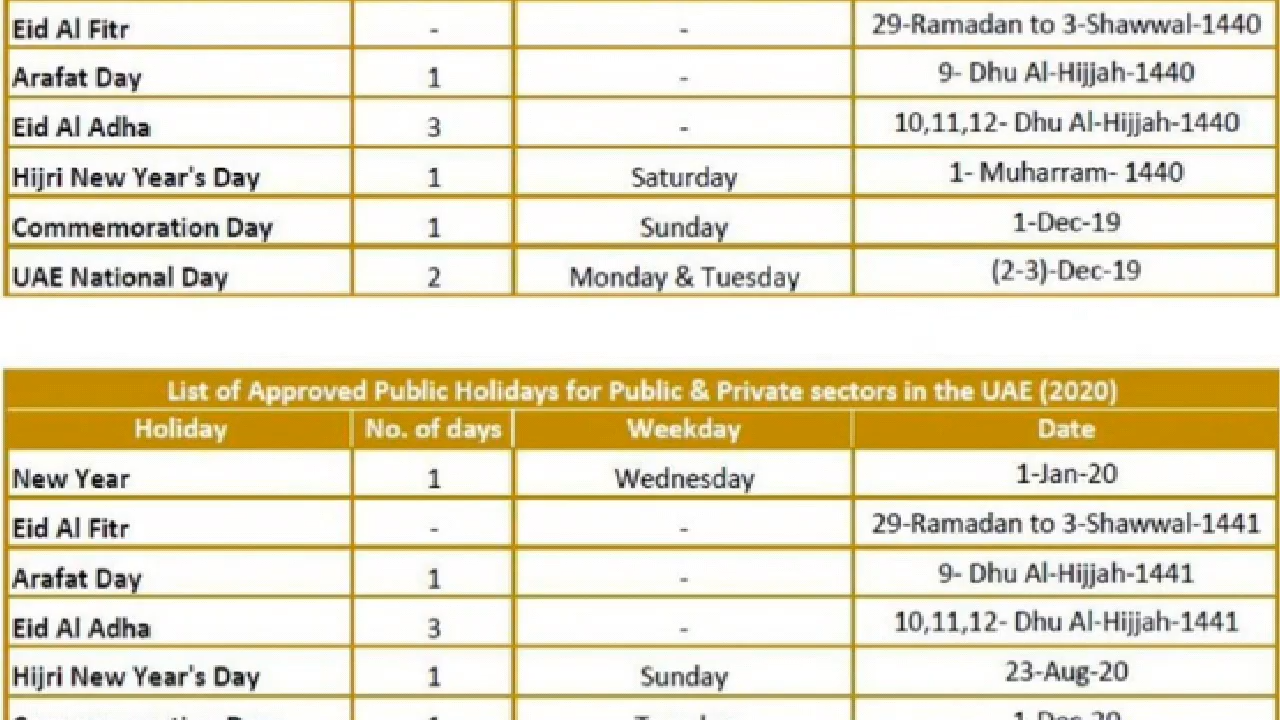 Eid Al Fitr - - 29-Ramadan to 3-Shawwal-1440
Arafat Day 1 - 9- Dhu Al-Hijjah-1440
Eid Al Adha 3 - 10,11,12- Dhu Al-Hijjah-1440
Hijri New Year's Day 1 Saturday 1- Muharram- 1440
Commemoration Day 1 Sunday 1-Dec-19
UAE National Day 2 Monday & Tuesday (2-3)-Dec-19
List of Approved Public Holidays for Public & Private sectors in the UAE (2020)
Holiday No. of days Weekday Date
New Year 1 Wednesday 1-Jan-20
Eid Al Fitr - - 29-Ramadan to 3-Shawwal-1441
Arafat Day 1 - 9- Dhu Al-Hijjah-1441
Eid Al Adha 3 - 10,11,12- Dhu Al-Hijjah-1441
Hijri New Year's Day 1 Sunday 23-Aug-20